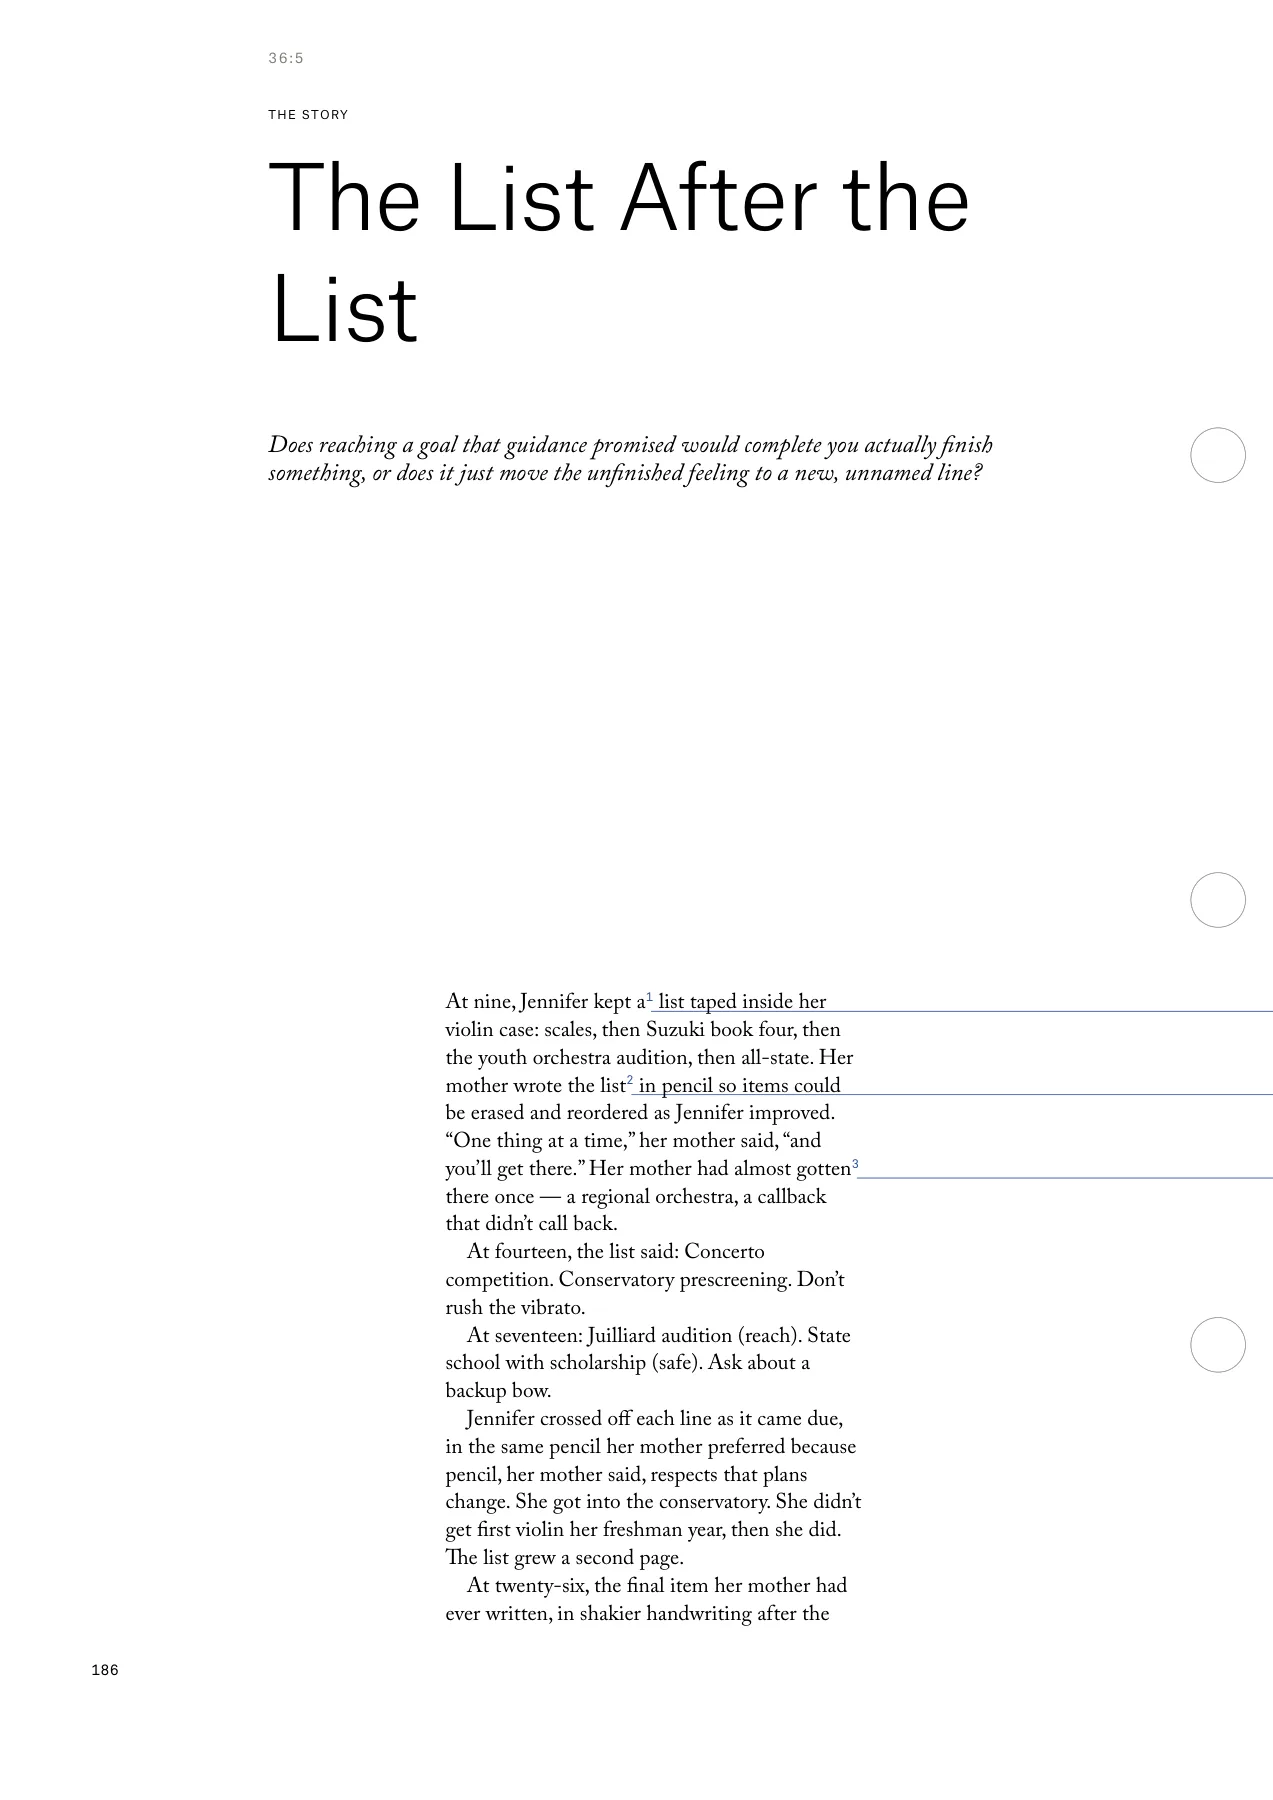 36:5
THE STORY
The List After the
List
Does reaching a goal that guidance promised would complete you actually finish
something, or does it just move the unfinished feeling to a new, unnamed line?
At nine, Jennifer kept a¹ list taped inside her
violin case: scales, then Suzuki book four, then
the youth orchestra audition, then all-state. Her
mother wrote the list² in pencil so items could
be erased and reordered as Jennifer improved.
“One thing at a time,” her mother said, “and
you’ll get there.” Her mother had almost gotten³
there once — a regional orchestra, a callback
that didn’t call back.
At fourteen, the list said: Concerto
competition. Conservatory prescreening. Don’t
rush the vibrato.
At seventeen: Juilliard audition (reach). State
school with scholarship (safe). Ask about a
backup bow.
Jennifer crossed off each line as it came due,
in the same pencil her mother preferred because
pencil, her mother said, respects that plans
change. She got into the conservatory. She didn’t
get first violin her freshman year, then she did.
The list grew a second page.
At twenty-six, the final item her mother had
ever written, in shakier handwriting after the
186